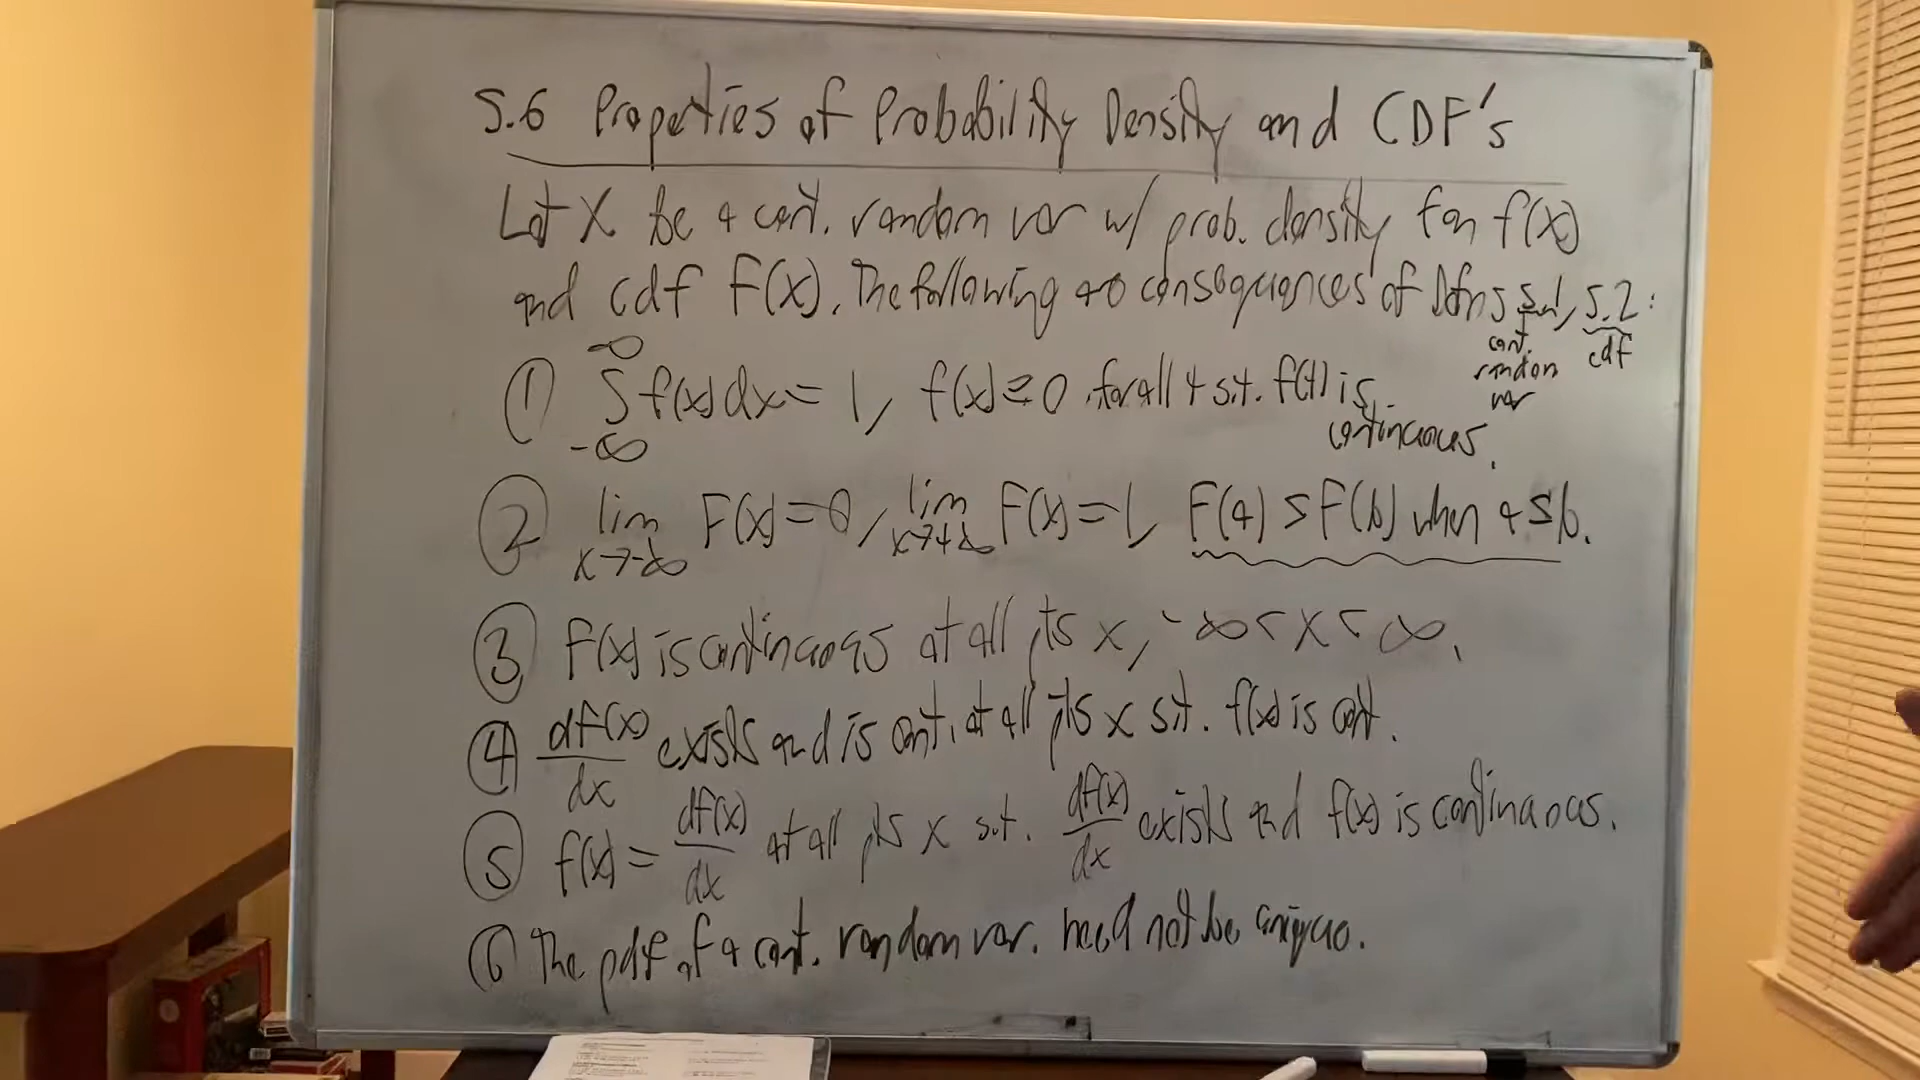 5.6 Properties of Probability Density and CDF's
Let X be a cont. random var w/ prob. density fcn f(x)
and cdf F(x). The following are consequences of Defns 5.1, 5.2:
cont. random var
cdf
① ∫_{-∞}^{∞} f(x)dx = 1, f(x) ≥ 0 for all t s.t. f(t) is
continuous.
② lim_{x→-∞} F(x) = 0, lim_{x→+∞} F(x) = 1, F(a) ≤ F(b) when a ≤ b.
③ F(x) is continuous at all pts x, -∞ < x < ∞.
④ dF(x)/dx exists and is cont. at all pts x s.t. f(x) is cont.
⑤ f(x) = dF(x)/dx at all pts x s.t. dF(x)/dx exists and f(x) is continuous.
⑥ The pdf of a cont. random var. need not be unique.